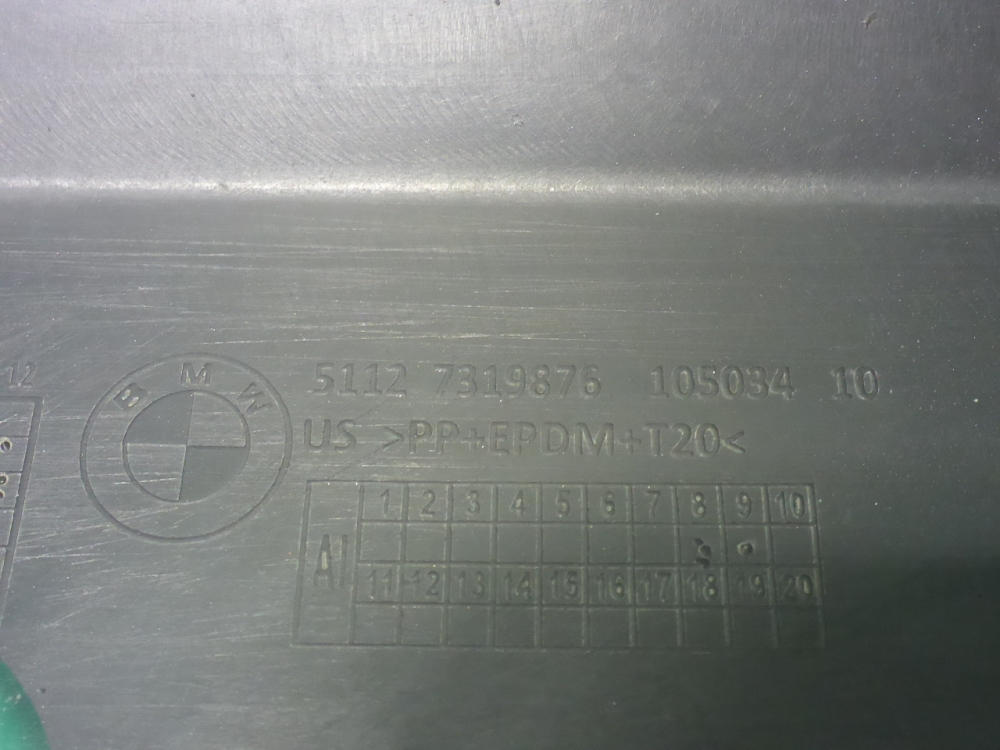 12
BMW
5112 7319876 105034 10
US >PP+EPDM+T20<
1 2 3 4 5 6 7 8 9 10
AI
11 12 13 14 15 16 17 18 19 20